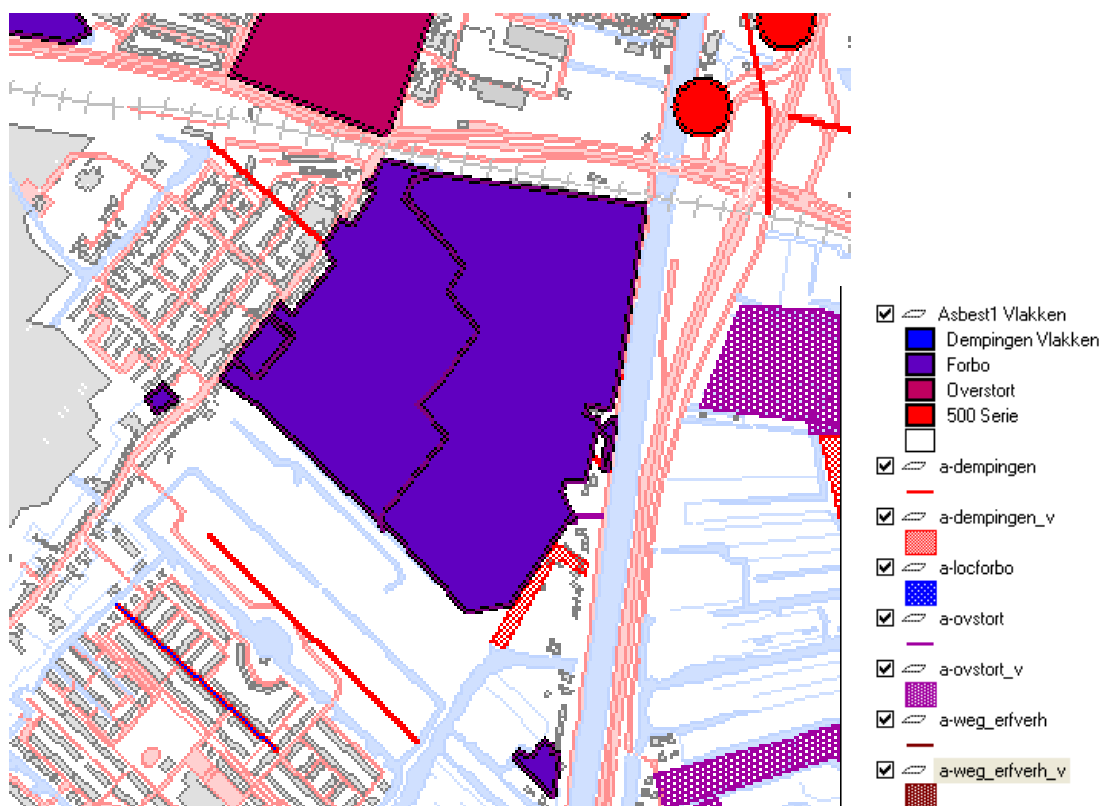 Asbest1 Vlakken
Dempingen Vlakken
Forbo
Overstort
500 Serie
a-dempingen
a-dempingen_v
a-locforbo
a-ovstort
a-ovstort_v
a-weg_erfverh
a-weg_erfverh_v